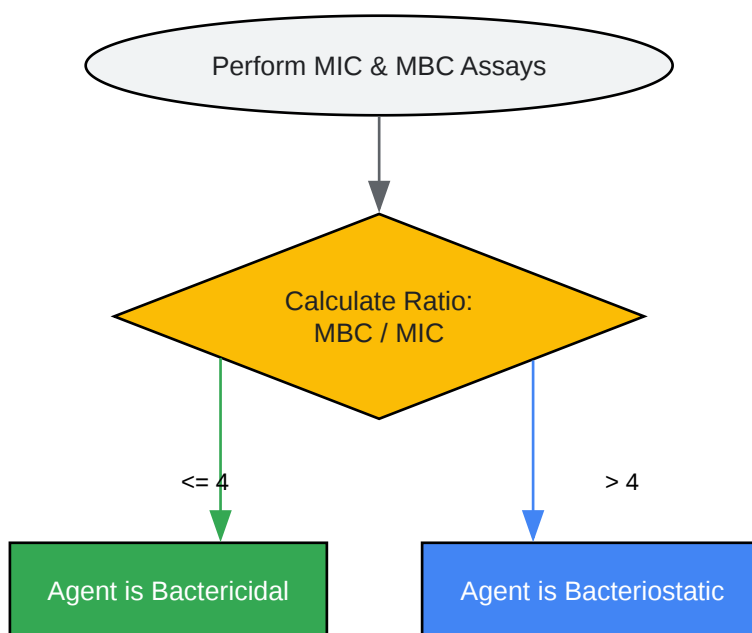 Perform MIC & MBC Assays
Calculate Ratio:
MBC / MIC
<= 4
> 4
Agent is Bactericidal
Agent is Bacteriostatic